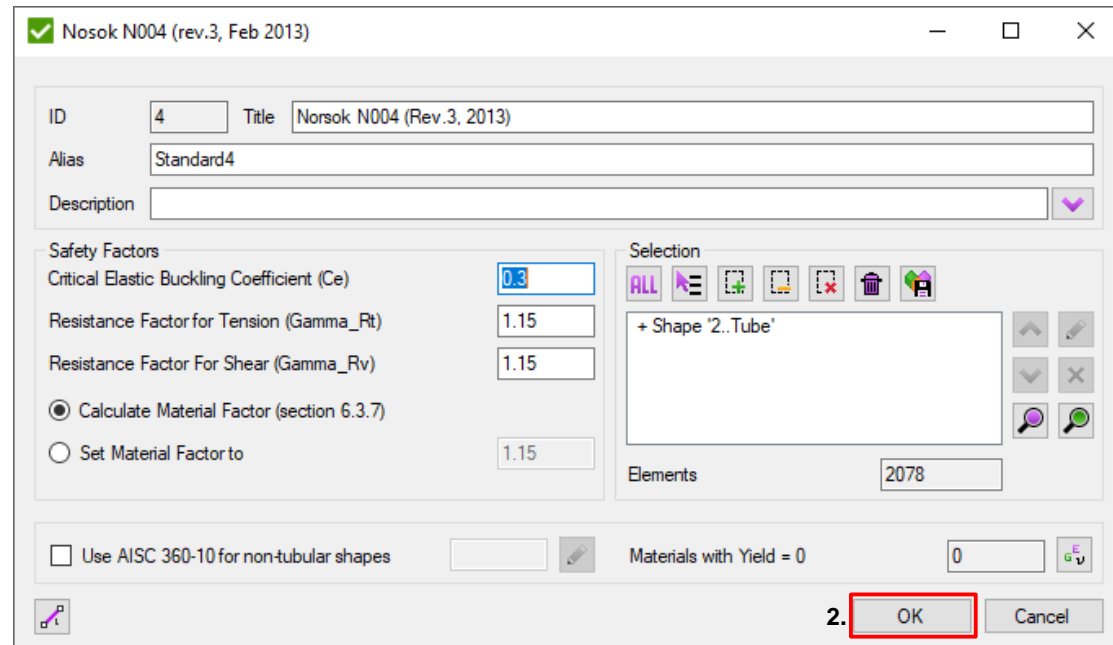 Nosok N004 (rev.3, Feb 2013)
ID 4 Title Norsok N004 (Rev.3, 2013)
Alias Standard4
Description
Safety Factors
Critical Elastic Buckling Coefficient (Ce) 0.3
Resistance Factor for Tension (Gamma_Rt) 1.15
Resistance Factor For Shear (Gamma_Rv) 1.15
Calculate Material Factor (section 6.3.7)
Set Material Factor to 1.15
Selection
ALL
+ Shape '2..Tube'
Elements 2078
Use AISC 360-10 for non-tubular shapes
Materials with Yield = 0 0
G E ν
2. OK Cancel